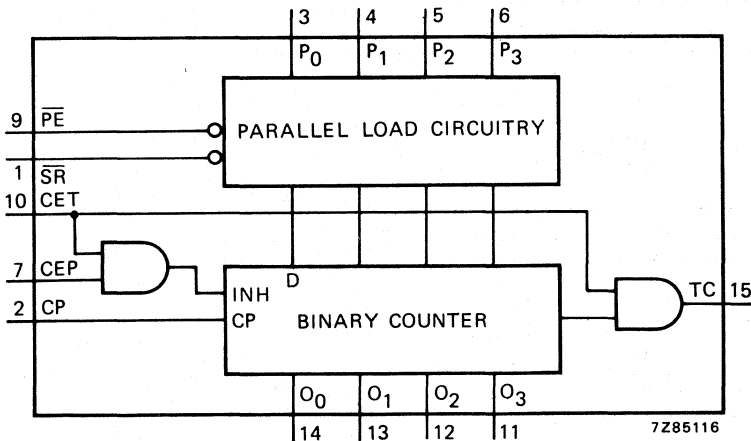 3 4 5 6
P0 P1 P2 P3
9 PE
PARALLEL LOAD CIRCUITRY
1 SR
10 CET
7 CEP
D
INH
2 CP
CP
BINARY COUNTER
TC 15
O0 O1 O2 O3
14 13 12 11
7Z85116